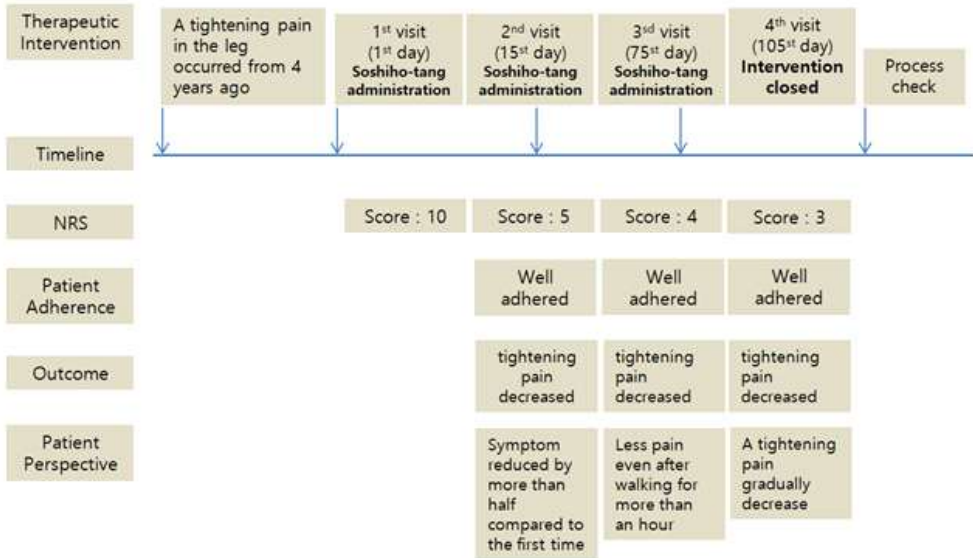 Therapeutic
Intervention
A tightening pain
in the leg
occurred from 4
years ago
1st visit
(1st day)
Soshiho-tang
administration
2nd visit
(15st day)
Soshiho-tang
administration
3sd visit
(75st day)
Soshiho-tang
administration
4th visit
(105st day)
Intervention
closed
Process
check
Timeline
NRS
Score : 10
Score : 5
Score : 4
Score : 3
Patient
Adherence
Well
adhered
Well
adhered
Well
adhered
Outcome
tightening
pain
decreased
tightening
pain
decreased
tightening
pain
decreased
Patient
Perspective
Symptom
reduced by
more than
half
compared to
the first time
Less pain
even after
walking for
more than
an hour
A tightening
pain
gradually
decrease